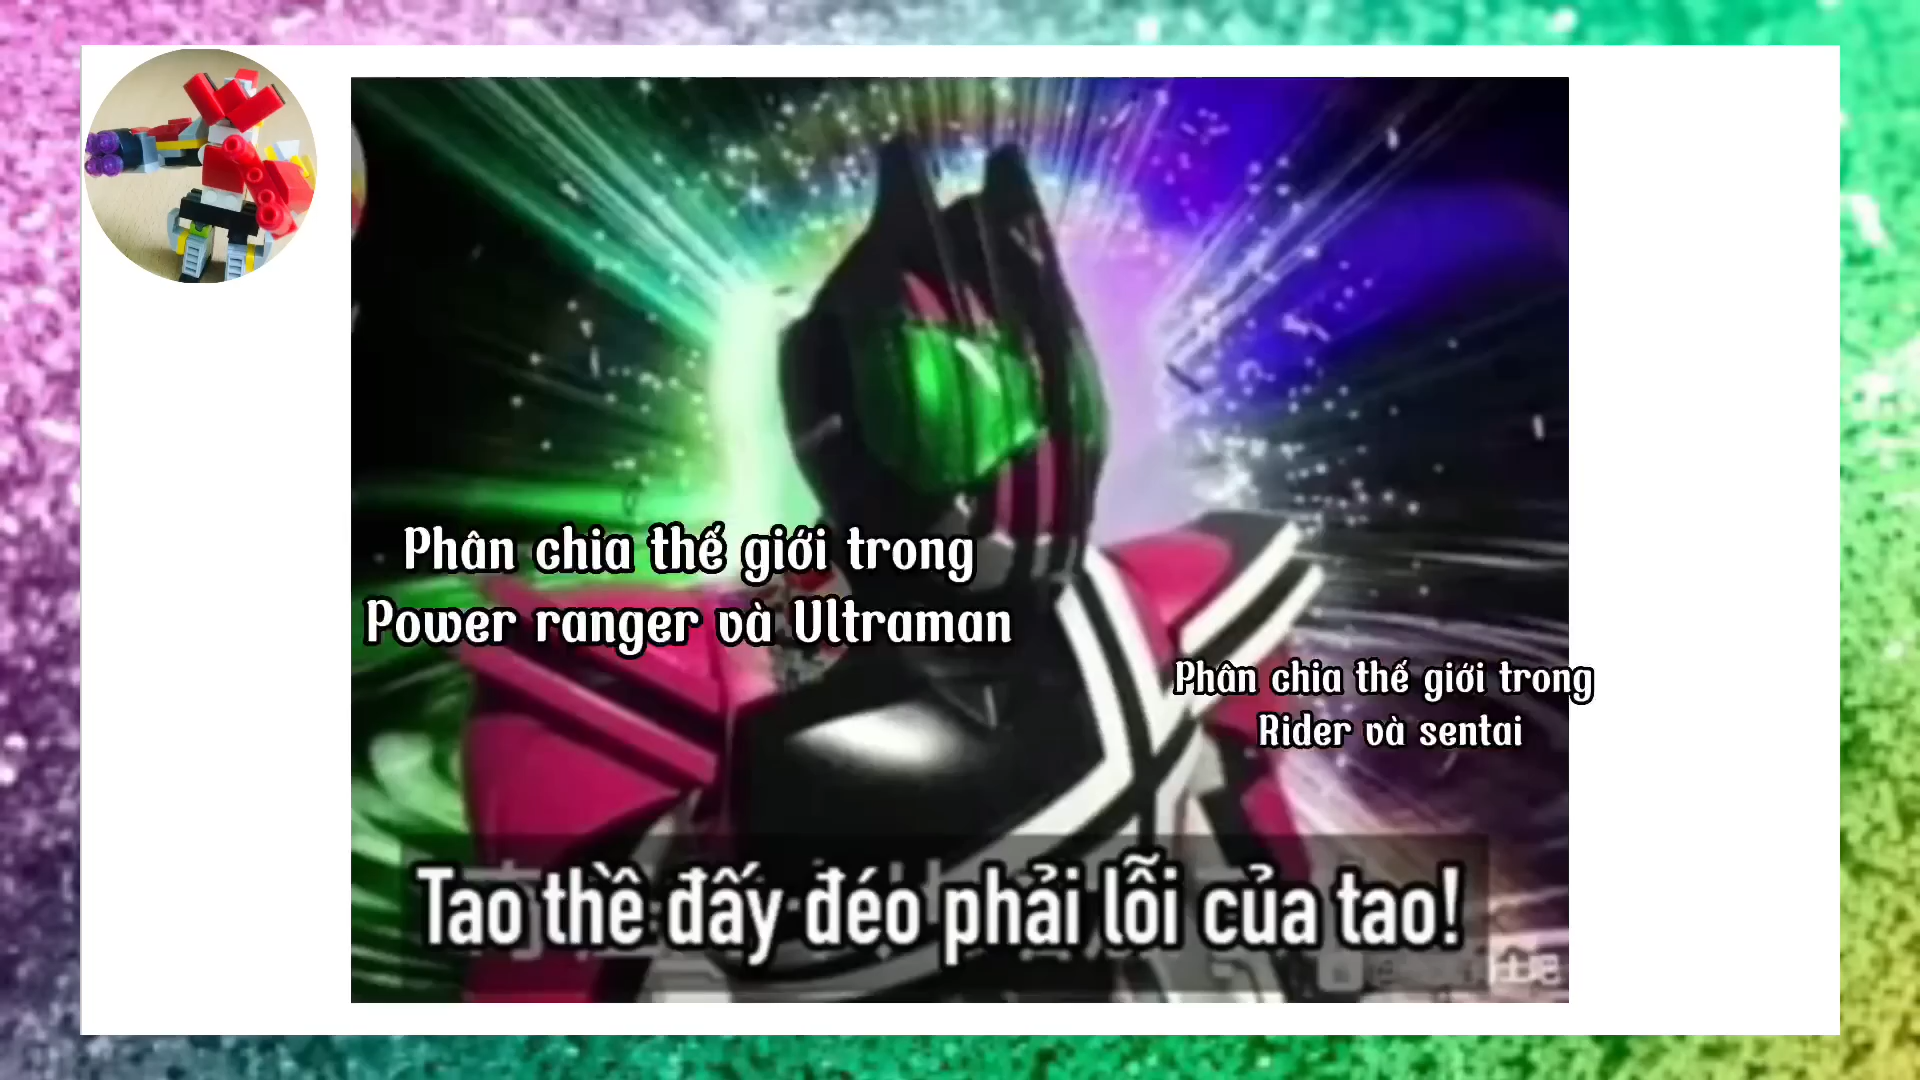 Phân chia thế giới trong
Power ranger và Ultraman
Phân chia thế giới trong
Rider và sentai
Tao thề đấy đéo phải lỗi của tao!